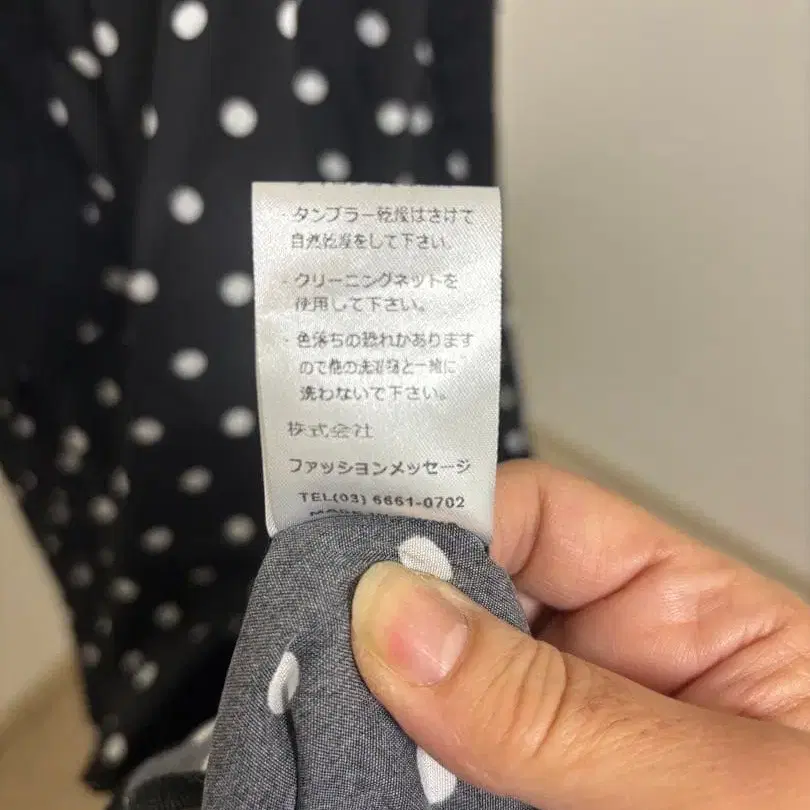 ・タンブラー乾燥はさけて
自然乾燥をして下さい。
・クリーニングネットを
使用して下さい。
・色落ちの恐れがあります
ので他の洗濯物と一緒に
洗わないで下さい。
株式会社
ファッションメッセージ
TEL(03) 6661-0702